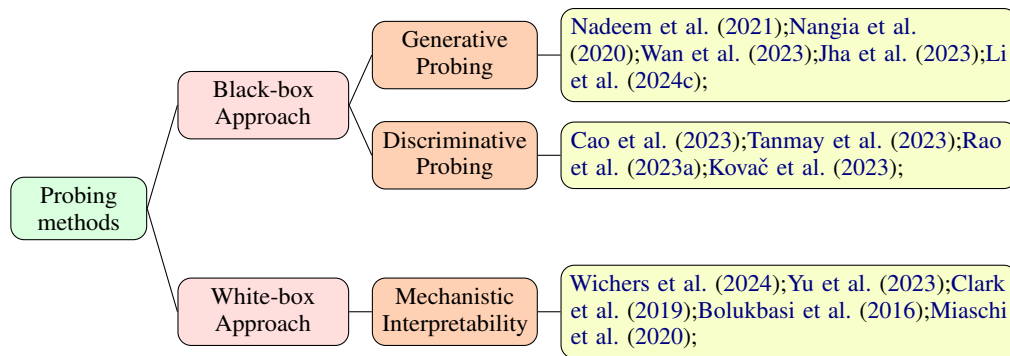 Probing
methods
Black-box
Approach
Generative
Probing
Nadeem et al. (2021);Nangia et al.
(2020);Wan et al. (2023);Jha et al. (2023);Li
et al. (2024c);
Discriminative
Probing
Cao et al. (2023);Tanmay et al. (2023);Rao
et al. (2023a);Kovač et al. (2023);
White-box
Approach
Mechanistic
Interpretability
Wichers et al. (2024);Yu et al. (2023);Clark
et al. (2019);Bolukbasi et al. (2016);Miaschi
et al. (2020);